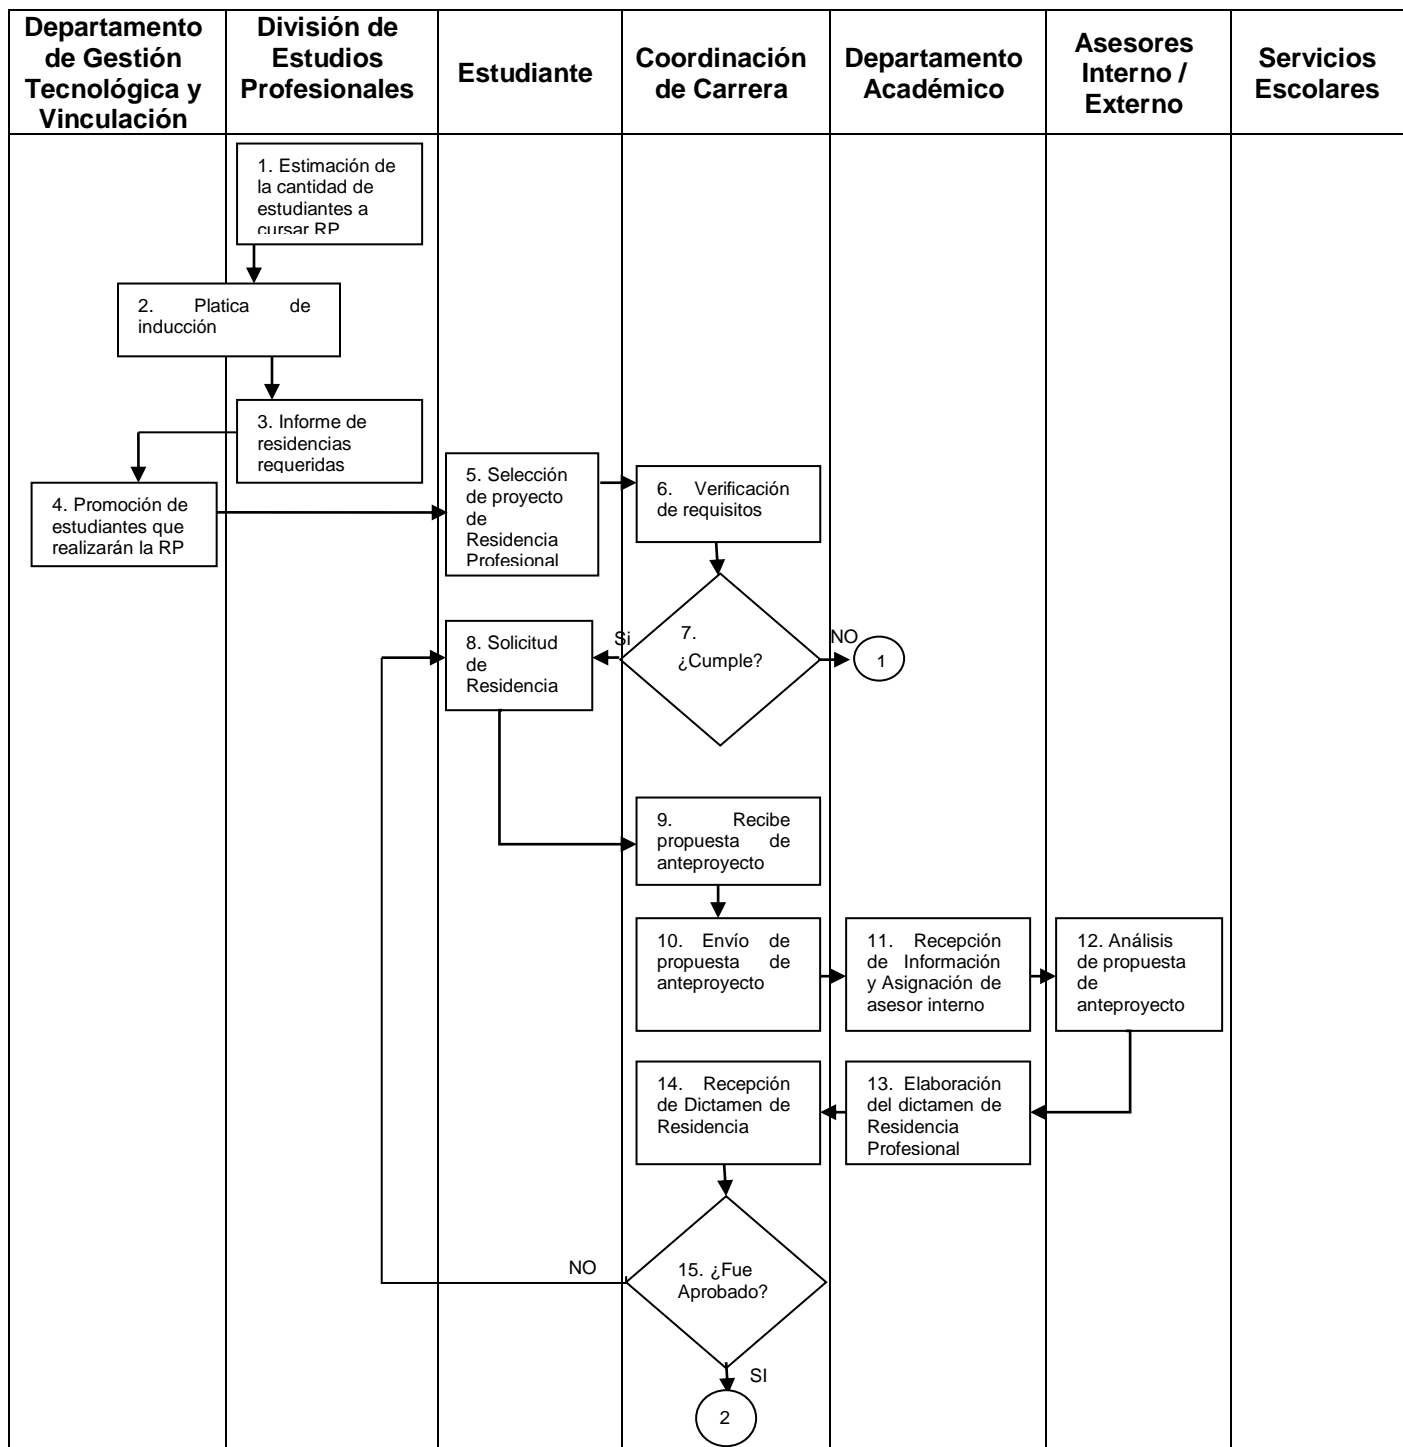 Departamento
de Gestión
Tecnológica y
Vinculación
División de
Estudios
Profesionales
Estudiante
Coordinación
de Carrera
Departamento
Académico
Asesores
Interno /
Externo
Servicios
Escolares
1. Estimación de
la cantidad de
estudiantes a
cursar RP
2. Platica de
inducción
3. Informe de
residencias
requeridas
4. Promoción de
estudiantes que
realizarán la RP
5. Selección
de proyecto
de
Residencia
Profesional
6. Verificación
de requisitos
7.
¿Cumple?
Si
NO
1
8. Solicitud
de
Residencia
9. Recibe
propuesta de
anteproyecto
10. Envío de
propuesta de
anteproyecto
11. Recepción
de Información
y Asignación de
asesor interno
12. Análisis
de propuesta
de
anteproyecto
13. Elaboración
del dictamen de
Residencia
Profesional
14. Recepción
de Dictamen de
Residencia
15. ¿Fue
Aprobado?
NO
SI
2